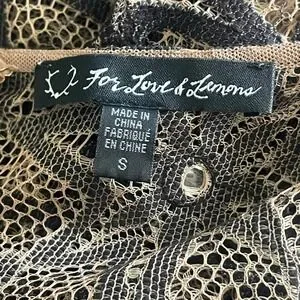 For Love & Lemons
MADE IN
CHINA
FABRIQUÉ
EN CHINE
S